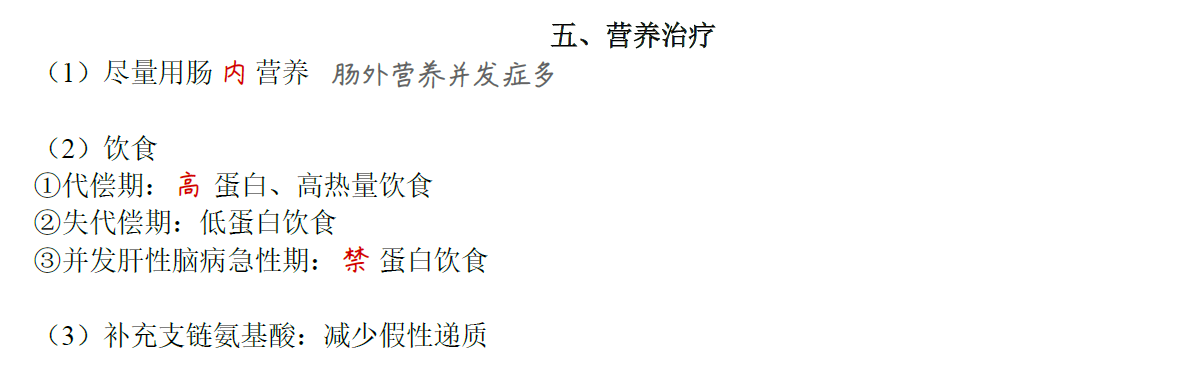 五、营养治疗
（1）尽量用肠 内 营养 肠外营养并发症多
（2）饮食
①代偿期：高 蛋白、高热量饮食
②失代偿期：低蛋白饮食
③并发肝性脑病急性期：禁 蛋白饮食
（3）补充支链氨基酸：减少假性递质